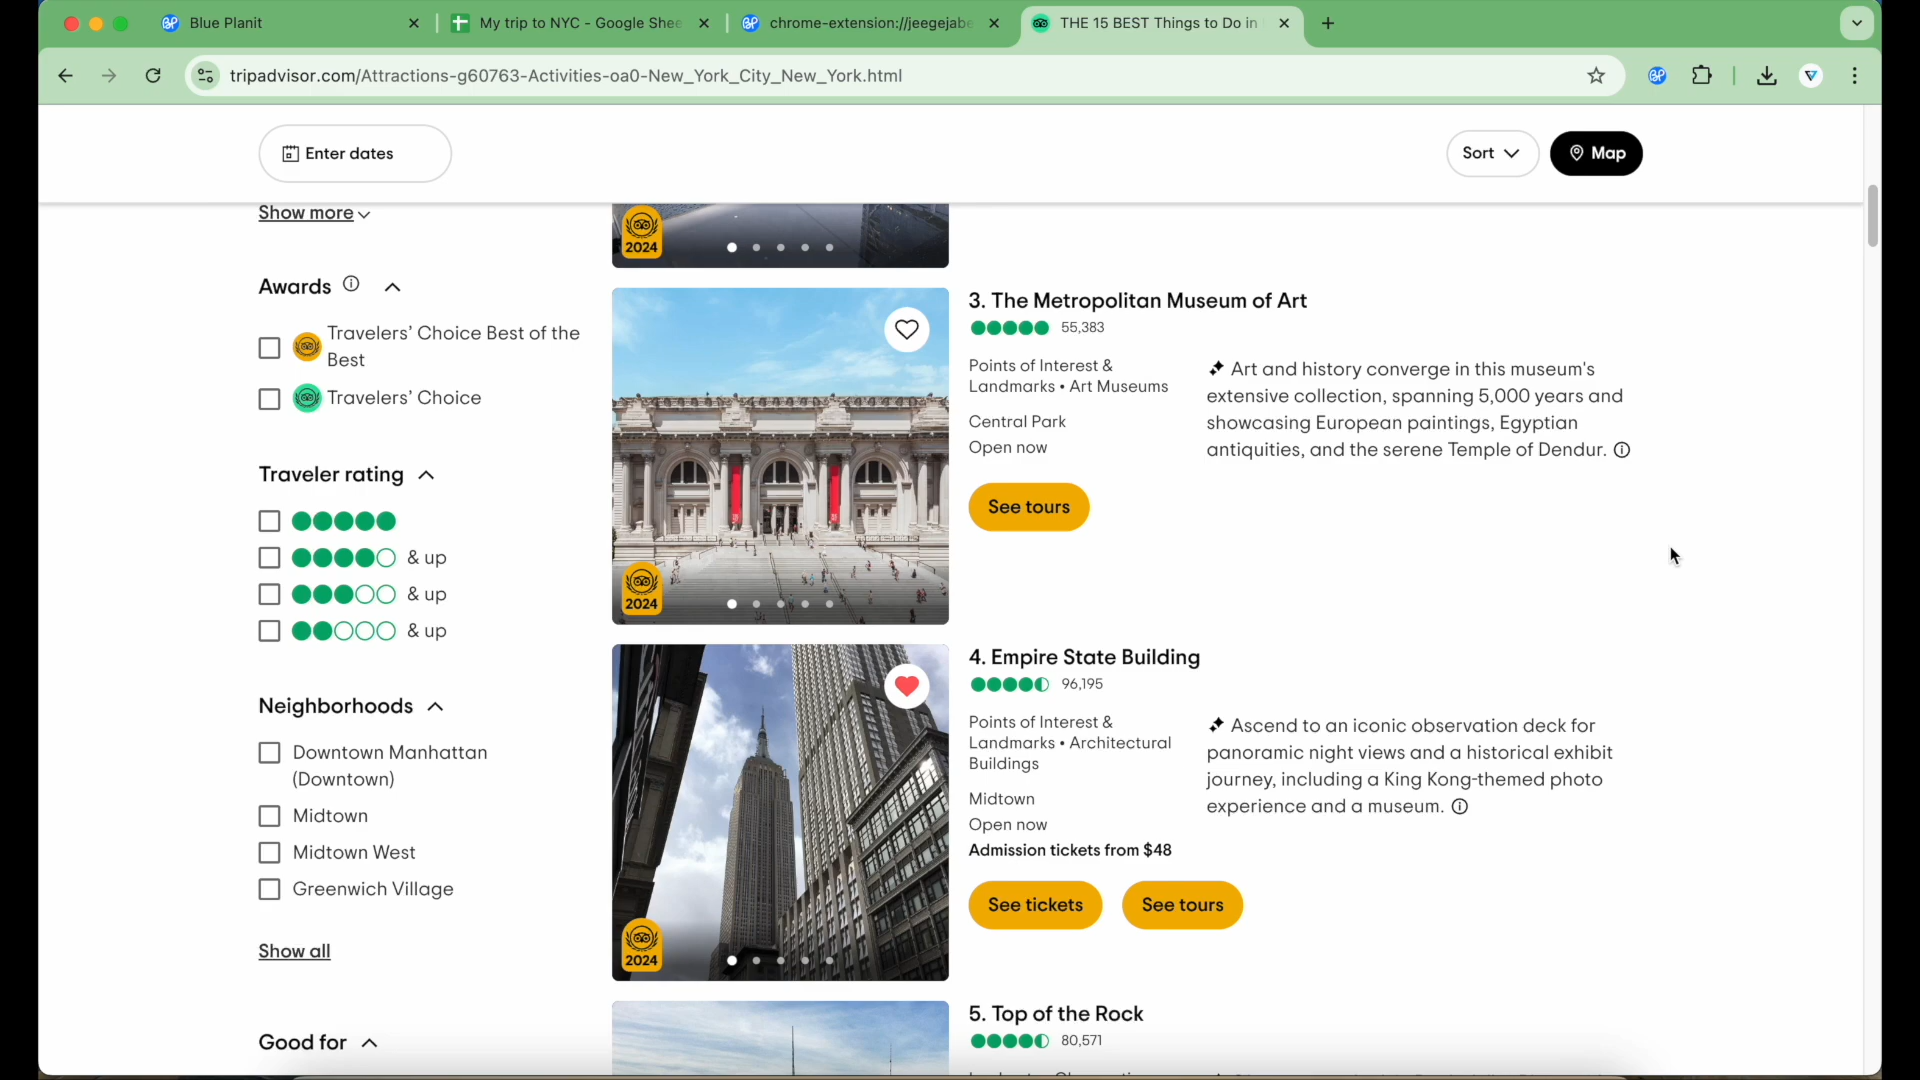 Blue Planit
My trip to NYC - Google Shee
chrome-extension://jeegejabe
THE 15 BEST Things to Do in
tripadvisor.com/Attractions-g60763-Activities-oa0-New_York_City_New_York.html
Enter dates
Sort
Map
Show more
2024
Awards
Travelers' Choice Best of the
Best
Travelers' Choice
Traveler rating
& up
& up
& up
Neighborhoods
Downtown Manhattan
(Downtown)
Midtown
Midtown West
Greenwich Village
Show all
Good for
3. The Metropolitan Museum of Art
55,383
Points of Interest &
Landmarks • Art Museums
Central Park
Open now
Art and history converge in this museum's
extensive collection, spanning 5,000 years and
showcasing European paintings, Egyptian
antiquities, and the serene Temple of Dendur.
See tours
2024
4. Empire State Building
96,195
Points of Interest &
Landmarks • Architectural
Buildings
Midtown
Open now
Admission tickets from $48
Ascend to an iconic observation deck for
panoramic night views and a historical exhibit
journey, including a King Kong-themed photo
experience and a museum.
See tickets
See tours
2024
5. Top of the Rock
80,571